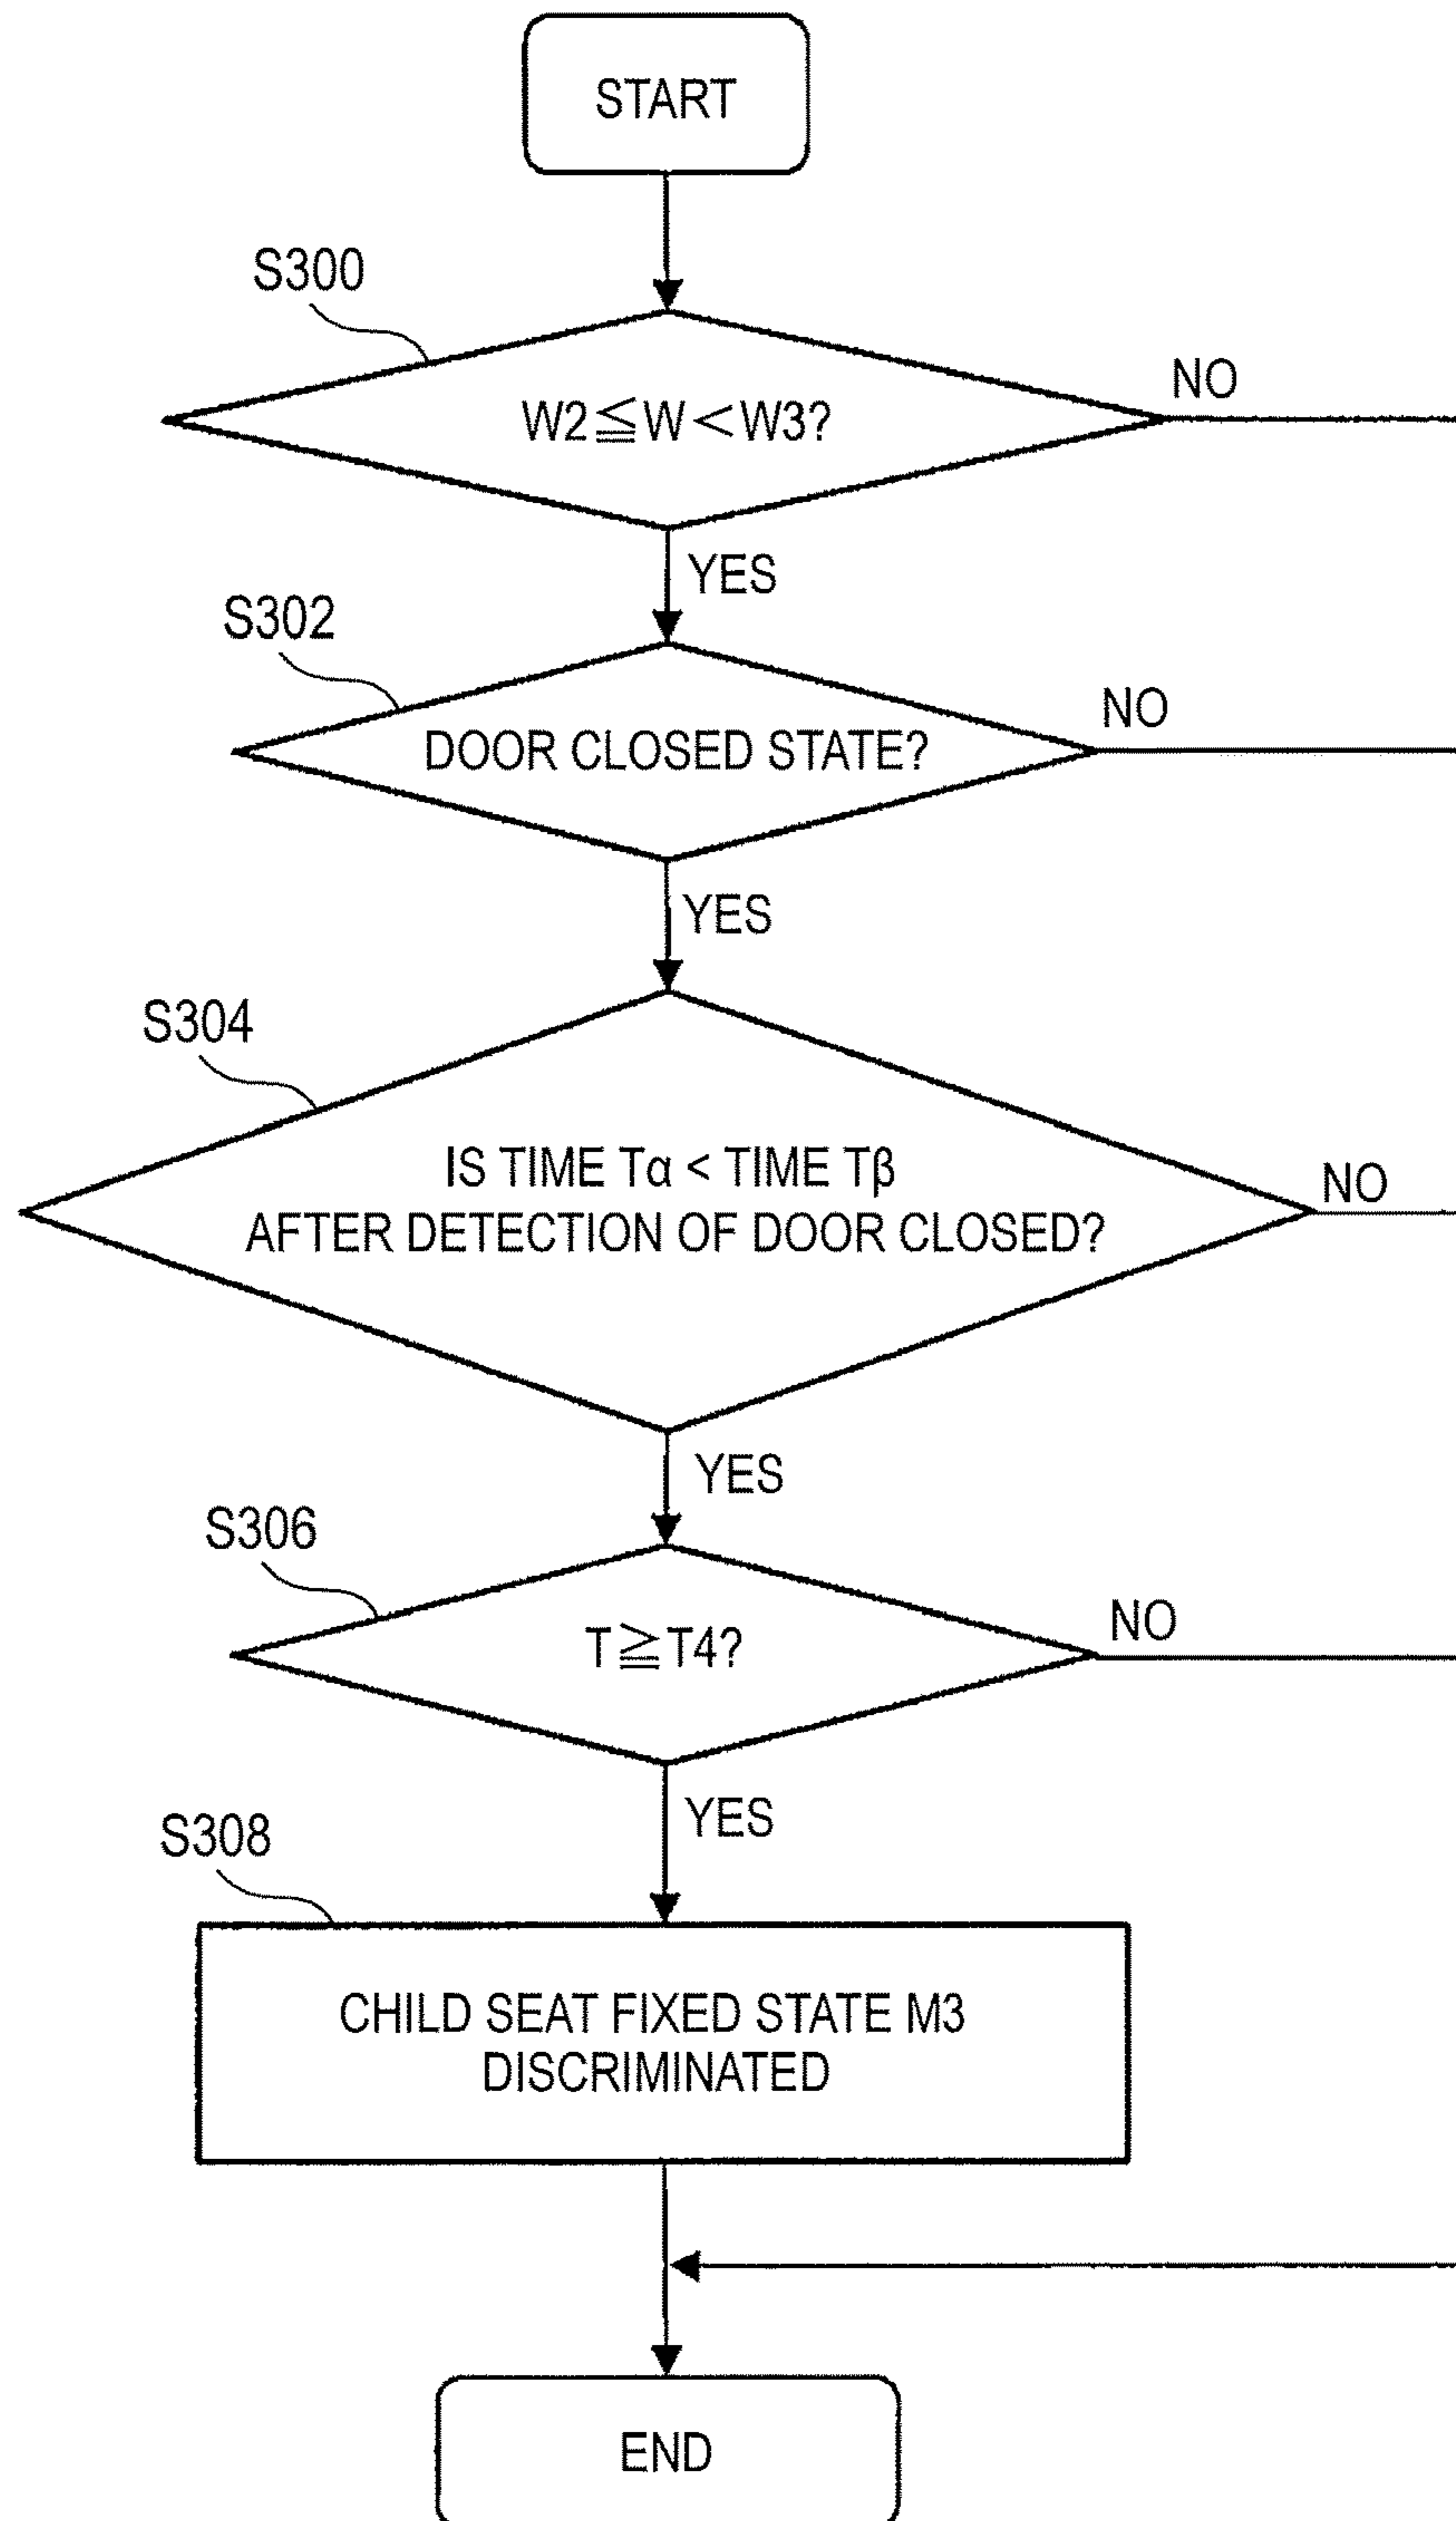 START
S300
W2≦W<W3?
NO
YES
S302
DOOR CLOSED STATE?
NO
YES
S304
IS TIME Tα < TIME Tβ
AFTER DETECTION OF DOOR CLOSED?
NO
YES
S306
T≧T4?
NO
YES
S308
CHILD SEAT FIXED STATE M3
DISCRIMINATED
END